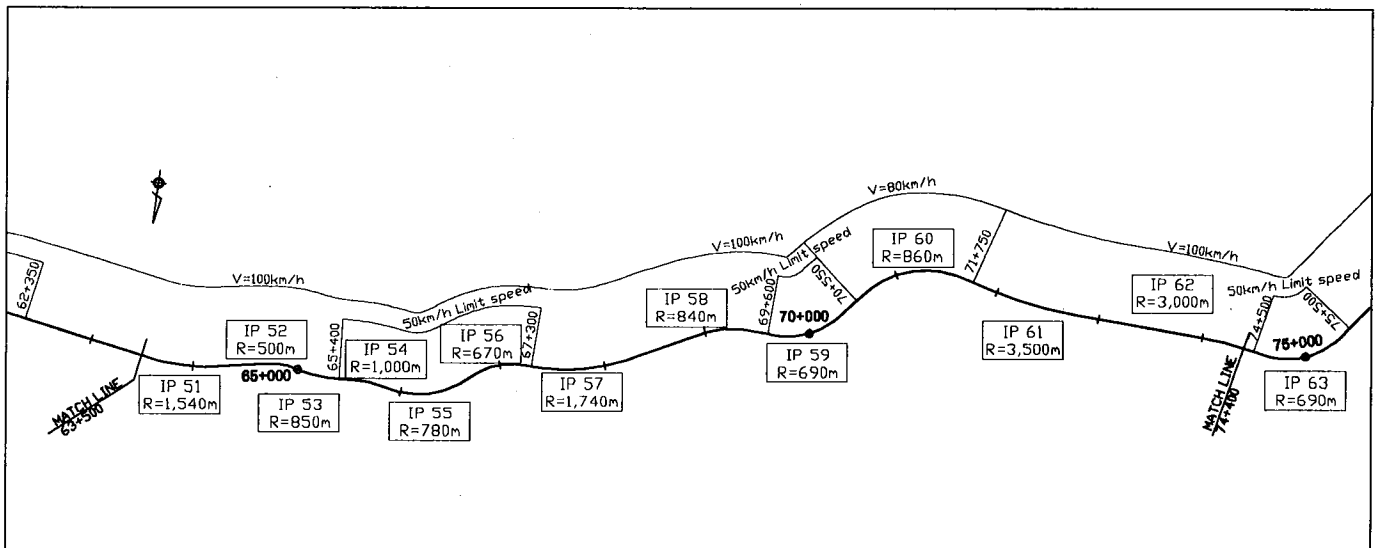 V=80km/h
V=100km/h
50km/h Limit speed
IP 60
R=860m
71+750
V=100km/h
62+350
V=100km/h
50km/h Limit speed
IP 58
R=840m
69+600
70+550
70+000
IP 62
R=3,000m
50km/h Limit speed
74+500
75+500
75+000
IP 52
R=500m
65+000
65+400
IP 54
R=1,000m
IP 56
R=670m
67+300
IP 59
R=690m
IP 61
R=3,500m
MATCH LINE
63+500
IP 51
R=1,540m
IP 53
R=850m
IP 55
R=780m
IP 57
R=1,740m
MATCH LINE
74+400
IP 63
R=690m